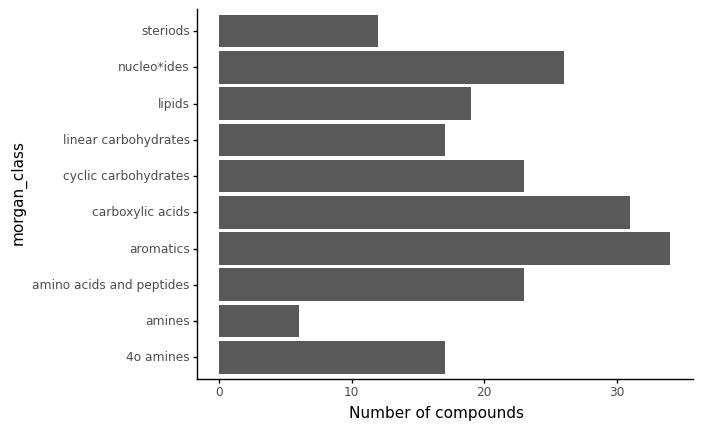 steriods
nucleo*ides
lipids
linear carbohydrates
cyclic carbohydrates
carboxylic acids
aromatics
amino acids and peptides
amines
4o amines
morgan_class
0 10 20 30
Number of compounds